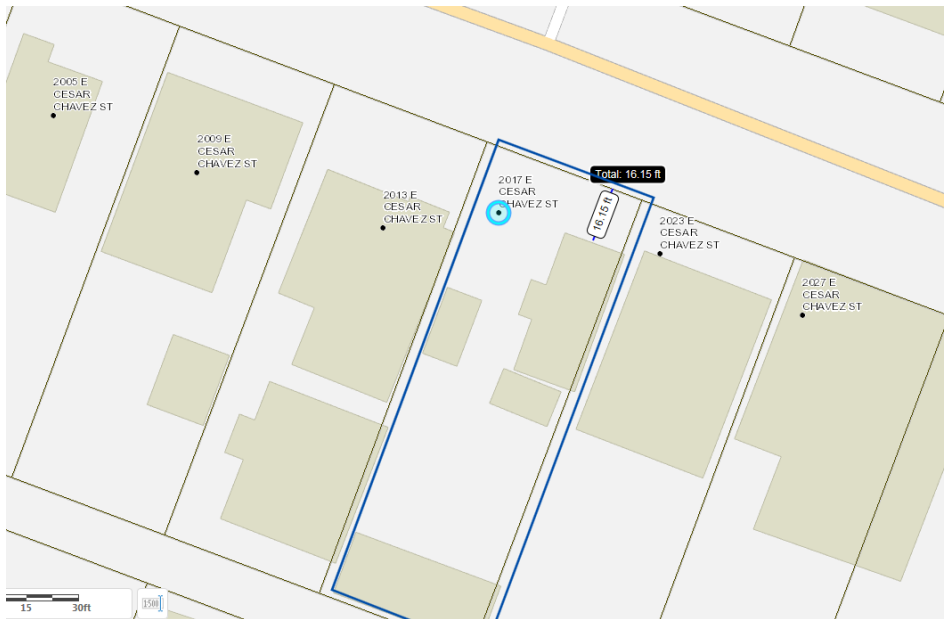 2005 E
CESAR
CHAVEZ ST
2009 E
CESAR
CHAVEZ ST
2013 E
CESAR
CHAVEZ ST
2017 E
CESAR
CHAVEZ ST
Total: 16.15 ft
16.15 ft
2023 E
CESAR
CHAVEZ ST
2027 E
CESAR
CHAVEZ ST
15 30ft
1500